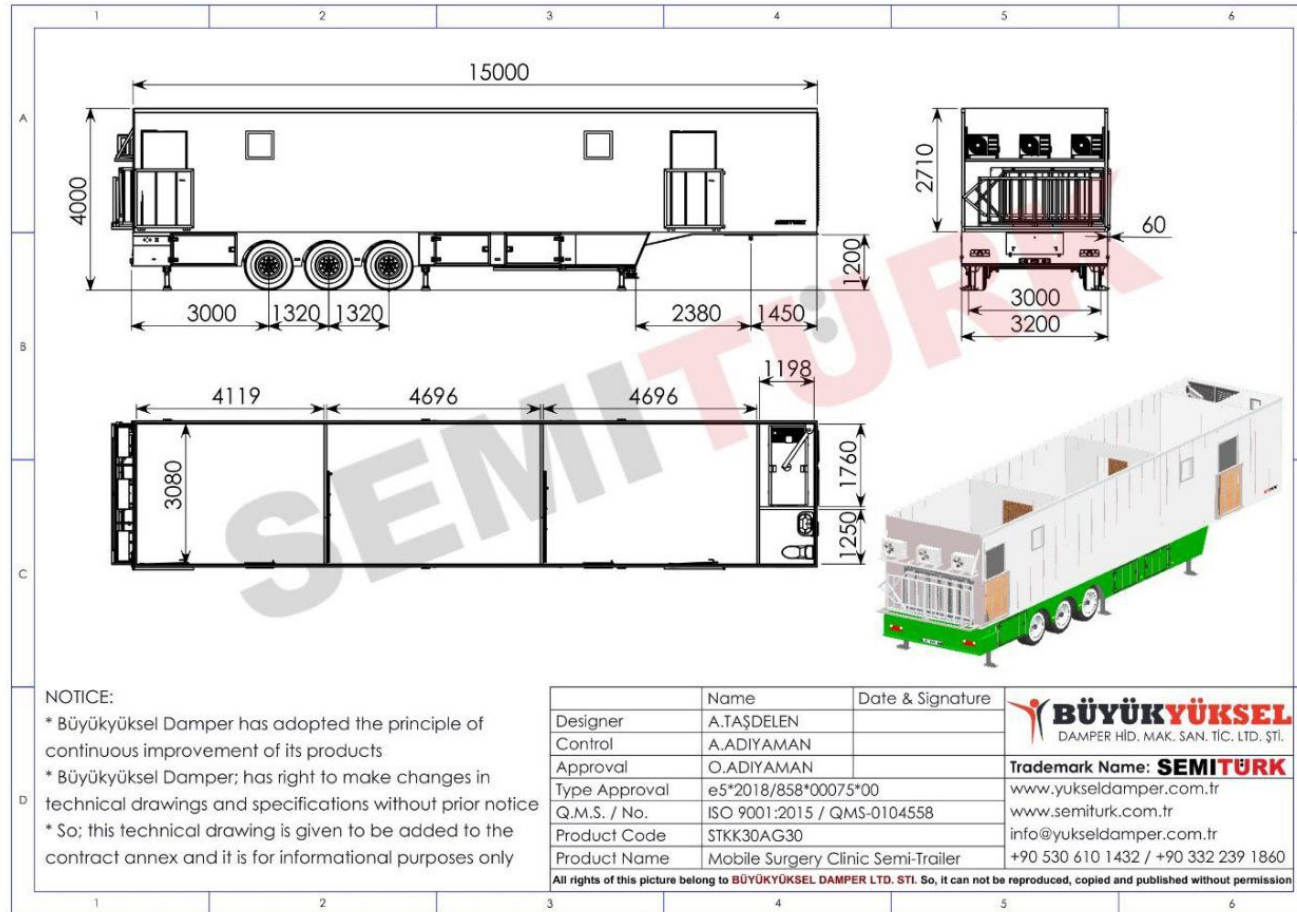 1 2 3 4 5 6
A
B
C
D
15000
4000
2710
60
1200
3000 1320 1320 2380 1450
3000
3200
4119 4696 4696 1198
3080
1760
1250
SEMITÜRK
SEMITÜRK
NOTICE:
* Büyükyüksel Damper has adopted the principle of
continuous improvement of its products
* Büyükyüksel Damper; has right to make changes in
technical drawings and specifications without prior notice
* So; this technical drawing is given to be added to the
contract annex and it is for informational purposes only
Name Date & Signature
Designer A.TAŞDELEN
Control A.ADIYAMAN
Approval O.ADIYAMAN
Type Approval e5*2018/858*00075*00
Q.M.S. / No. ISO 9001:2015 / QMS-0104558
Product Code STKK30AG30
Product Name Mobile Surgery Clinic Semi-Trailer
BÜYÜKYÜKSEL
DAMPER HİD. MAK. SAN. TİC. LTD. ŞTİ.
Trademark Name: SEMITÜRK
www.yukseldamper.com.tr
www.semiturk.com.tr
info@yukseldamper.com.tr
+90 530 610 1432 / +90 332 239 1860
All rights of this picture belong to BÜYÜKYÜKSEL DAMPER LTD. STI. So, it can not be reproduced, copied and published without permission
1 2 3 4 5 6